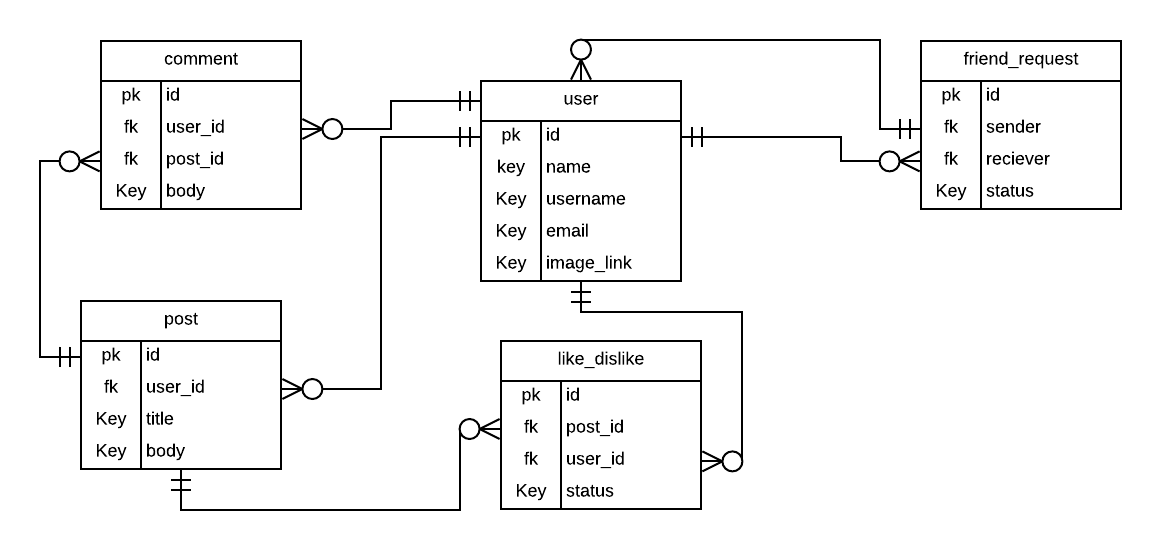 comment
pk id
fk user_id
fk post_id
Key body
user
pk id
key name
Key username
Key email
Key image_link
friend_request
pk id
fk sender
fk reciever
Key status
post
pk id
fk user_id
Key title
Key body
like_dislike
pk id
fk post_id
fk user_id
Key status